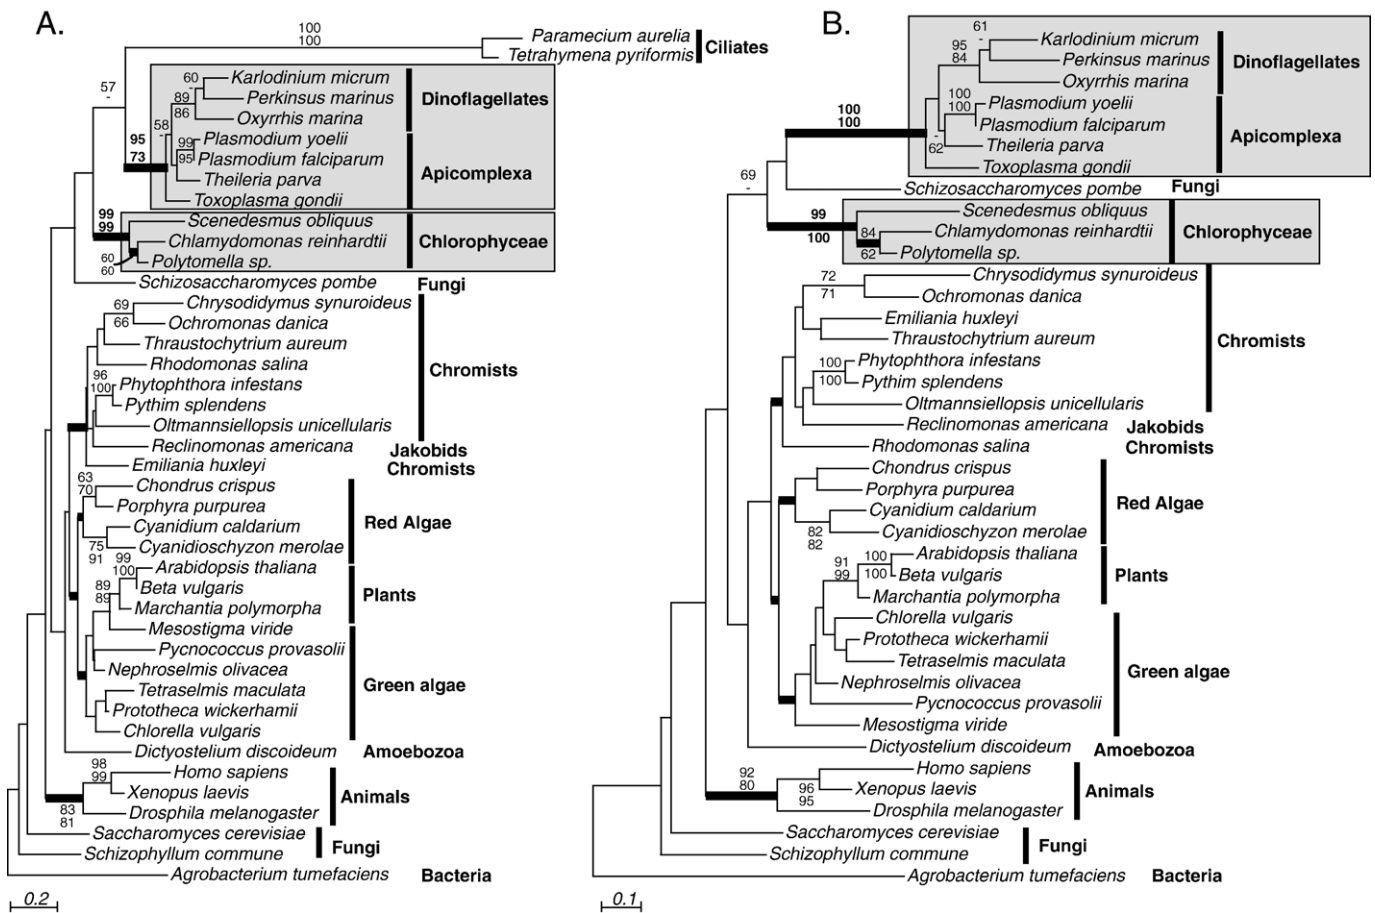 A.
100
100
Paramecium aurelia
Tetrahymena pyriformis
Ciliates
57
-
60
-
Karlodinium micrum
89
86
Perkinsus marinus
Oxyrrhis marina
Dinoflagellates
95
73
58
-
99
95
Plasmodium yoelii
Plasmodium falciparum
Theileria parva
Toxoplasma gondii
Apicomplexa
99
99
Scenedesmus obliquus
Chlamydomonas reinhardtii
60
60
Polytomella sp.
Chlorophyceae
Schizosaccharomyces pombe
Fungi
69
66
Chrysodidymus synuroideus
Ochromonas danica
Thraustochytrium aureum
Rhodomonas salina
96
100
Phytophthora infestans
Pythim splendens
Oltmannsiellopsis unicellularis
Chromists
Reclinomonas americana
Jakobids
Emiliania huxleyi
Chromists
63
70
Chondrus crispus
Porphyra purpurea
Cyanidium caldarium
75
91
Cyanidioschyzon merolae
Red Algae
99
100
Arabidopsis thaliana
Beta vulgaris
89
89
Marchantia polymorpha
Mesostigma viride
Plants
Pycnococcus provasolii
Nephroselmis olivacea
Tetraselmis maculata
Prototheca wickerhamii
Chlorella vulgaris
Green algae
Dictyostelium discoideum
Amoebozoa
98
99
Homo sapiens
Xenopus laevis
83
81
Drosphila melanogaster
Animals
Saccharomyces cerevisiae
Schizophyllum commune
Fungi
Agrobacterium tumefaciens
Bacteria
0.2
B.
61
-
Karlodinium micrum
95
84
Perkinsus marinus
Oxyrrhis marina
Dinoflagellates
100
100
100
100
Plasmodium yoelii
Plasmodium falciparum
-
62
Theileria parva
Toxoplasma gondii
Apicomplexa
69
-
Schizosaccharomyces pombe
Fungi
99
100
Scenedesmus obliquus
84
62
Chlamydomonas reinhardtii
Polytomella sp.
Chlorophyceae
72
71
Chrysodidymus synuroideus
Ochromonas danica
Emiliania huxleyi
Thraustochytrium aureum
100
100
Phytophthora infestans
Pythim splendens
Oltmannsiellopsis unicellularis
Chromists
Reclinomonas americana
Jakobids
Rhodomonas salina
Chromists
Chondrus crispus
Porphyra purpurea
Cyanidium caldarium
82
82
Cyanidioschyzon merolae
Red Algae
91
99
100
100
Arabidopsis thaliana
Beta vulgaris
Marchantia polymorpha
Plants
Chlorella vulgaris
Prototheca wickerhamii
Tetraselmis maculata
Nephroselmis olivacea
Pycnococcus provasolii
Mesostigma viride
Green algae
Dictyostelium discoideum
Amoebozoa
92
80
Homo sapiens
96
95
Xenopus laevis
Drosphila melanogaster
Animals
Saccharomyces cerevisiae
Schizophyllum commune
Fungi
Agrobacterium tumefaciens
Bacteria
0.1